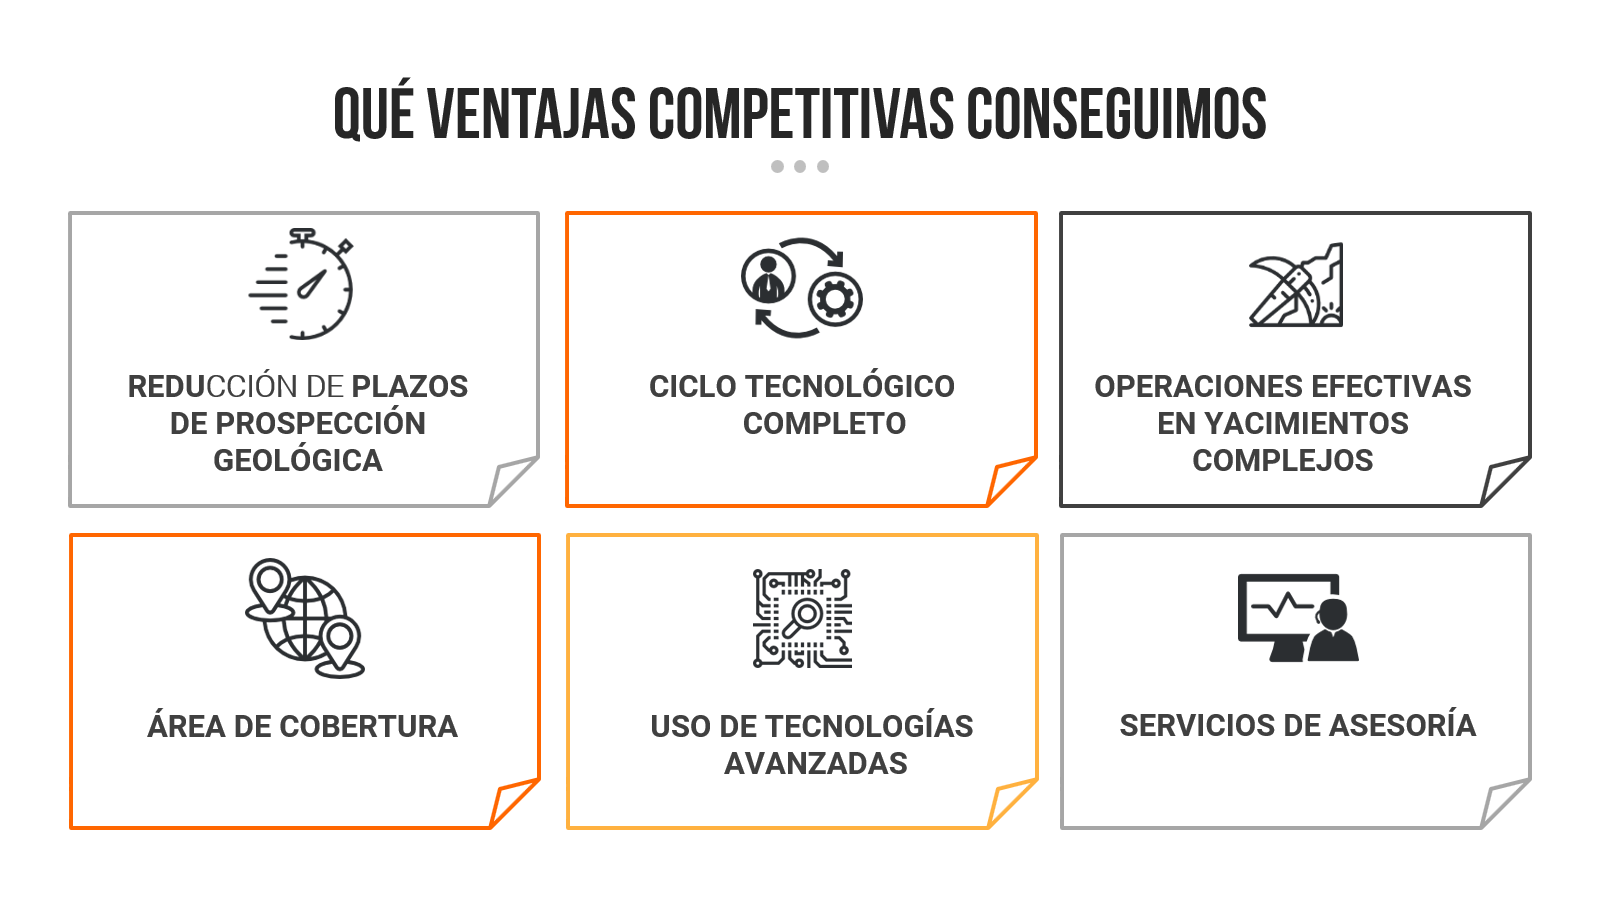 QUÉ VENTAJAS COMPETITIVAS CONSEGUIMOS
REDUCCIÓN DE PLAZOS
DE PROSPECCIÓN
GEOLÓGICA
CICLO TECNOLÓGICO
COMPLETO
OPERACIONES EFECTIVAS
EN YACIMIENTOS
COMPLEJOS
ÁREA DE COBERTURA
USO DE TECNOLOGÍAS
AVANZADAS
SERVICIOS DE ASESORÍA